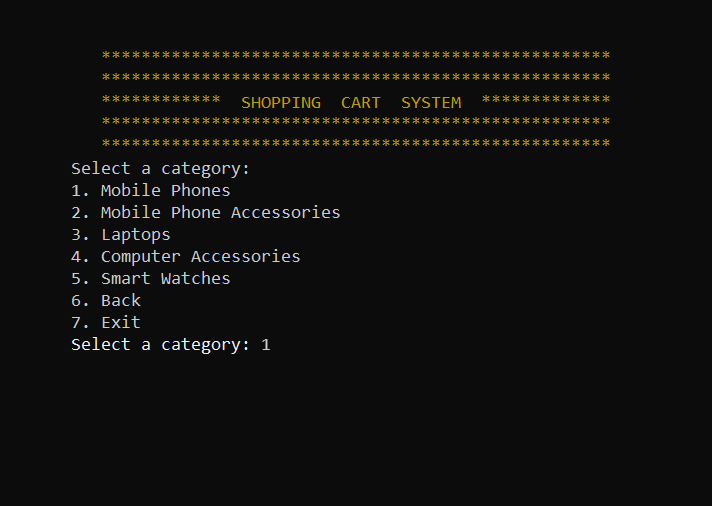 ***************************************************
***************************************************
************  SHOPPING  CART  SYSTEM  *************
***************************************************
***************************************************
Select a category:
1. Mobile Phones
2. Mobile Phone Accessories
3. Laptops
4. Computer Accessories
5. Smart Watches
6. Back
7. Exit
Select a category: 1